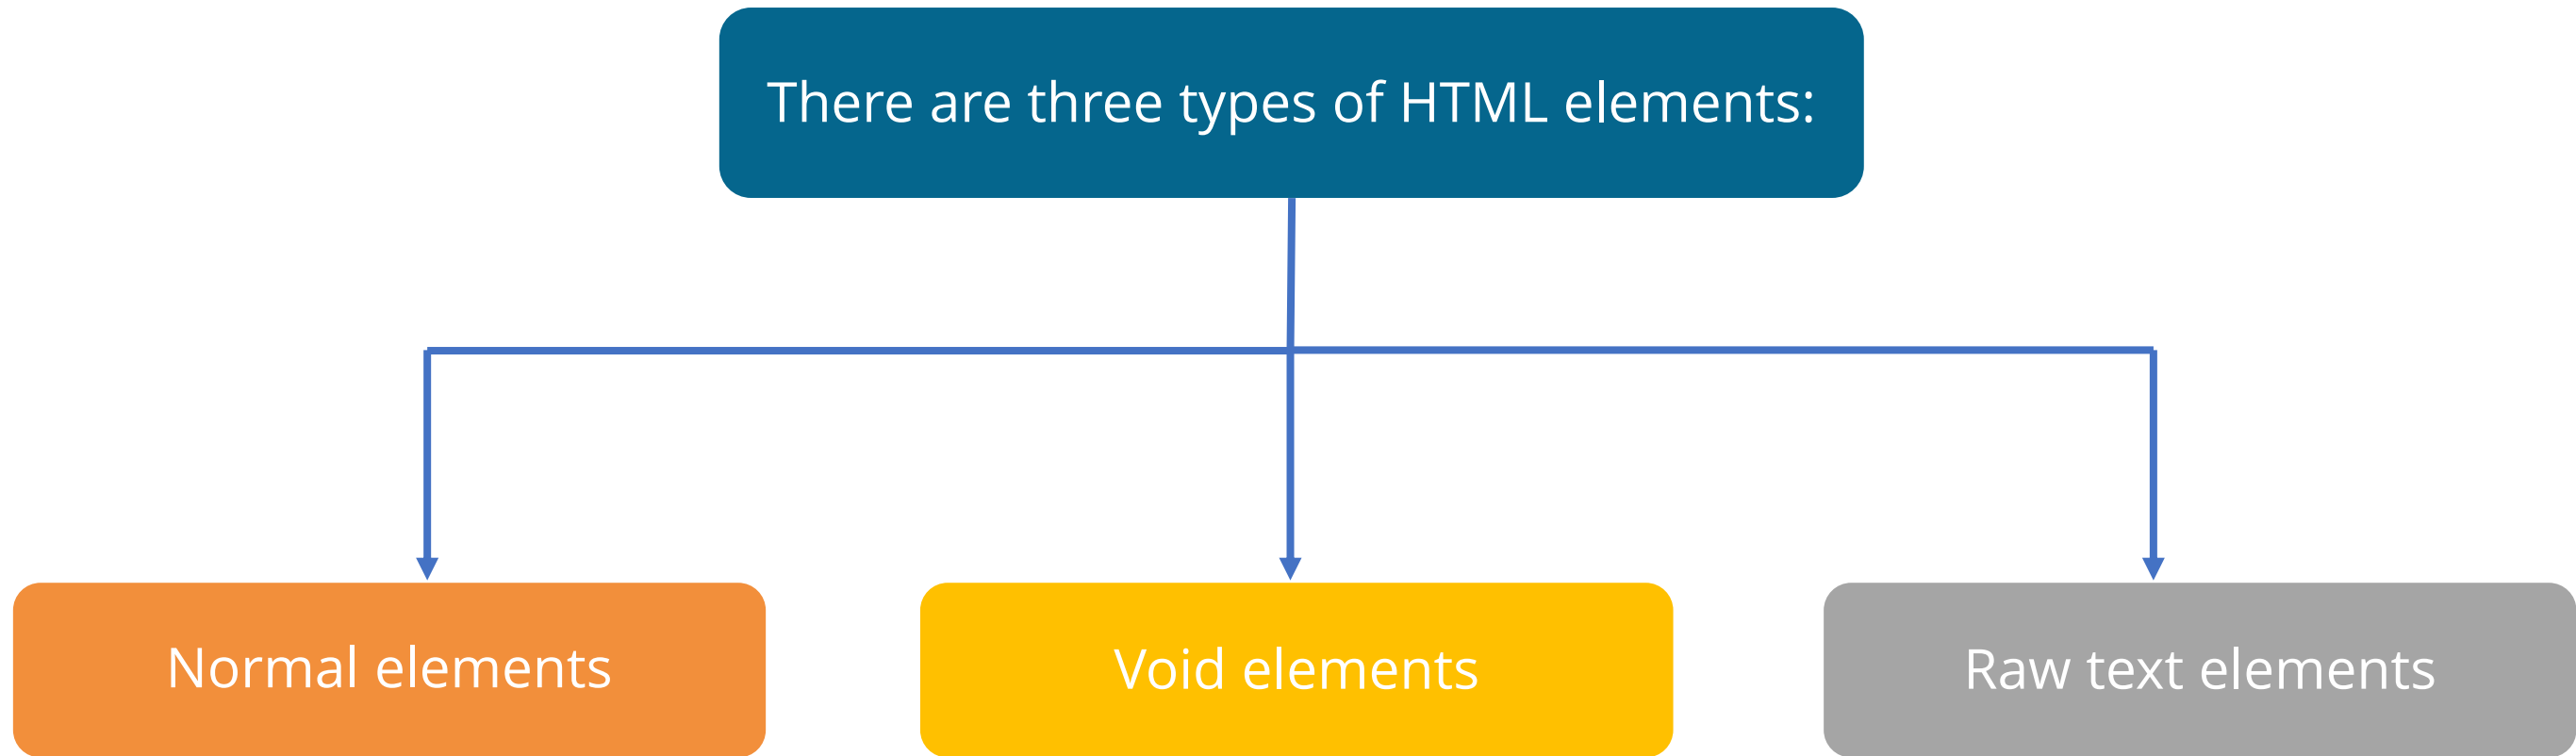 There are three types of HTML elements:
Normal elements
Void elements
Raw text elements